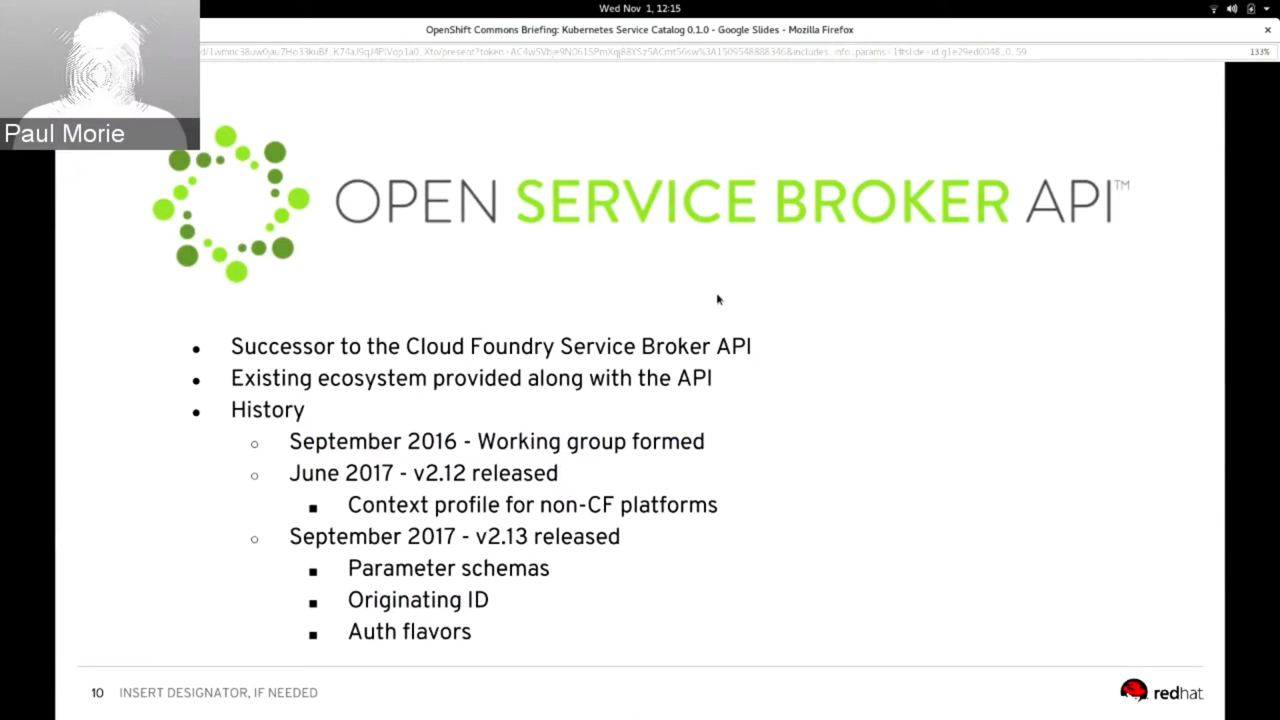 Wed Nov 1, 12:15
OpenShift Commons Briefing: Kubernetes Service Catalog 0.1.0 - Google Slides - Mozilla Firefox
133%
Paul Morie
OPEN SERVICE BROKER API™
• Successor to the Cloud Foundry Service Broker API
• Existing ecosystem provided along with the API
• History
○ September 2016 - Working group formed
○ June 2017 - v2.12 released
■ Context profile for non-CF platforms
○ September 2017 - v2.13 released
■ Parameter schemas
■ Originating ID
■ Auth flavors
10 INSERT DESIGNATOR, IF NEEDED
redhat